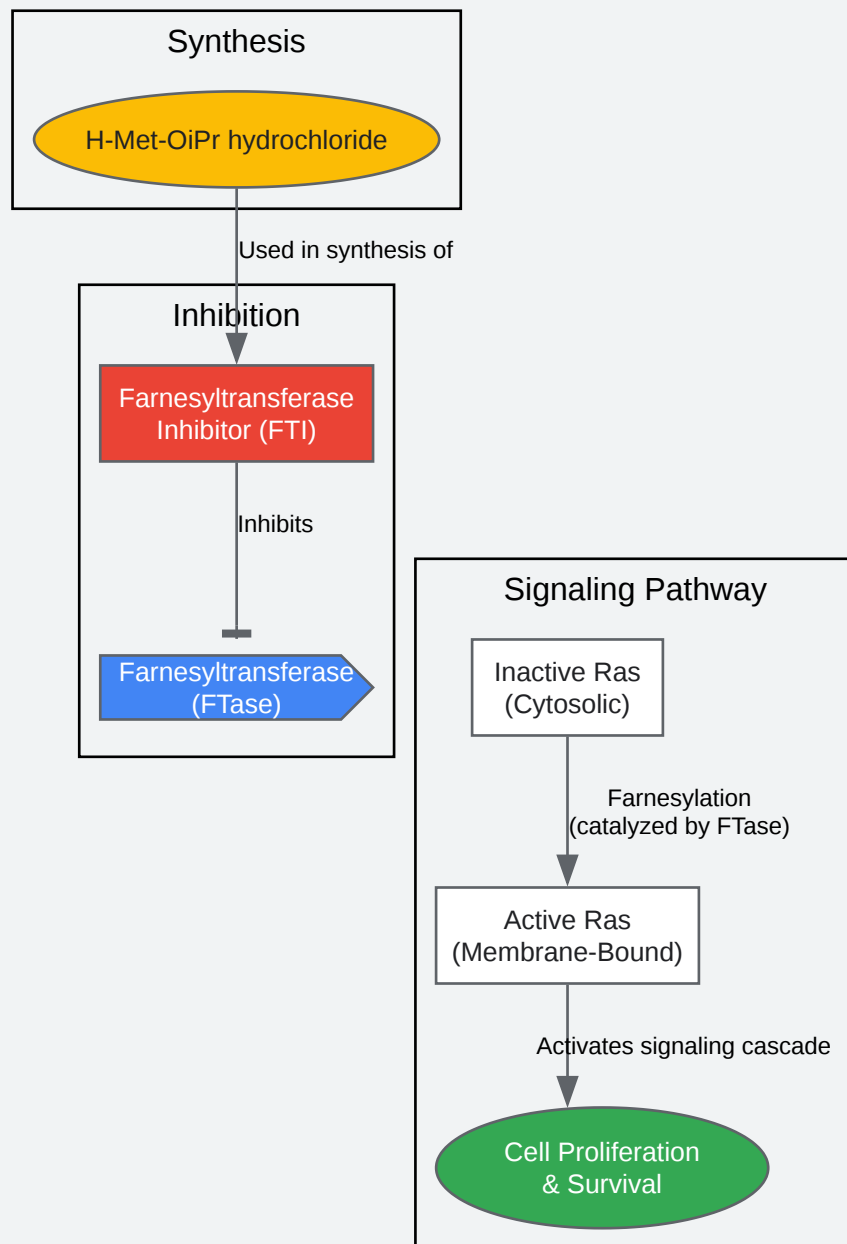 Synthesis
H-Met-OiPr hydrochloride
Used in synthesis of
Inhibition
Farnesyltransferase
Inhibitor (FTI)
Inhibits
Farnesyltransferase
(FTase)
Signaling Pathway
Inactive Ras
(Cytosolic)
Farnesylation
(catalyzed by FTase)
Active Ras
(Membrane-Bound)
Activates signaling cascade
Cell Proliferation
& Survival